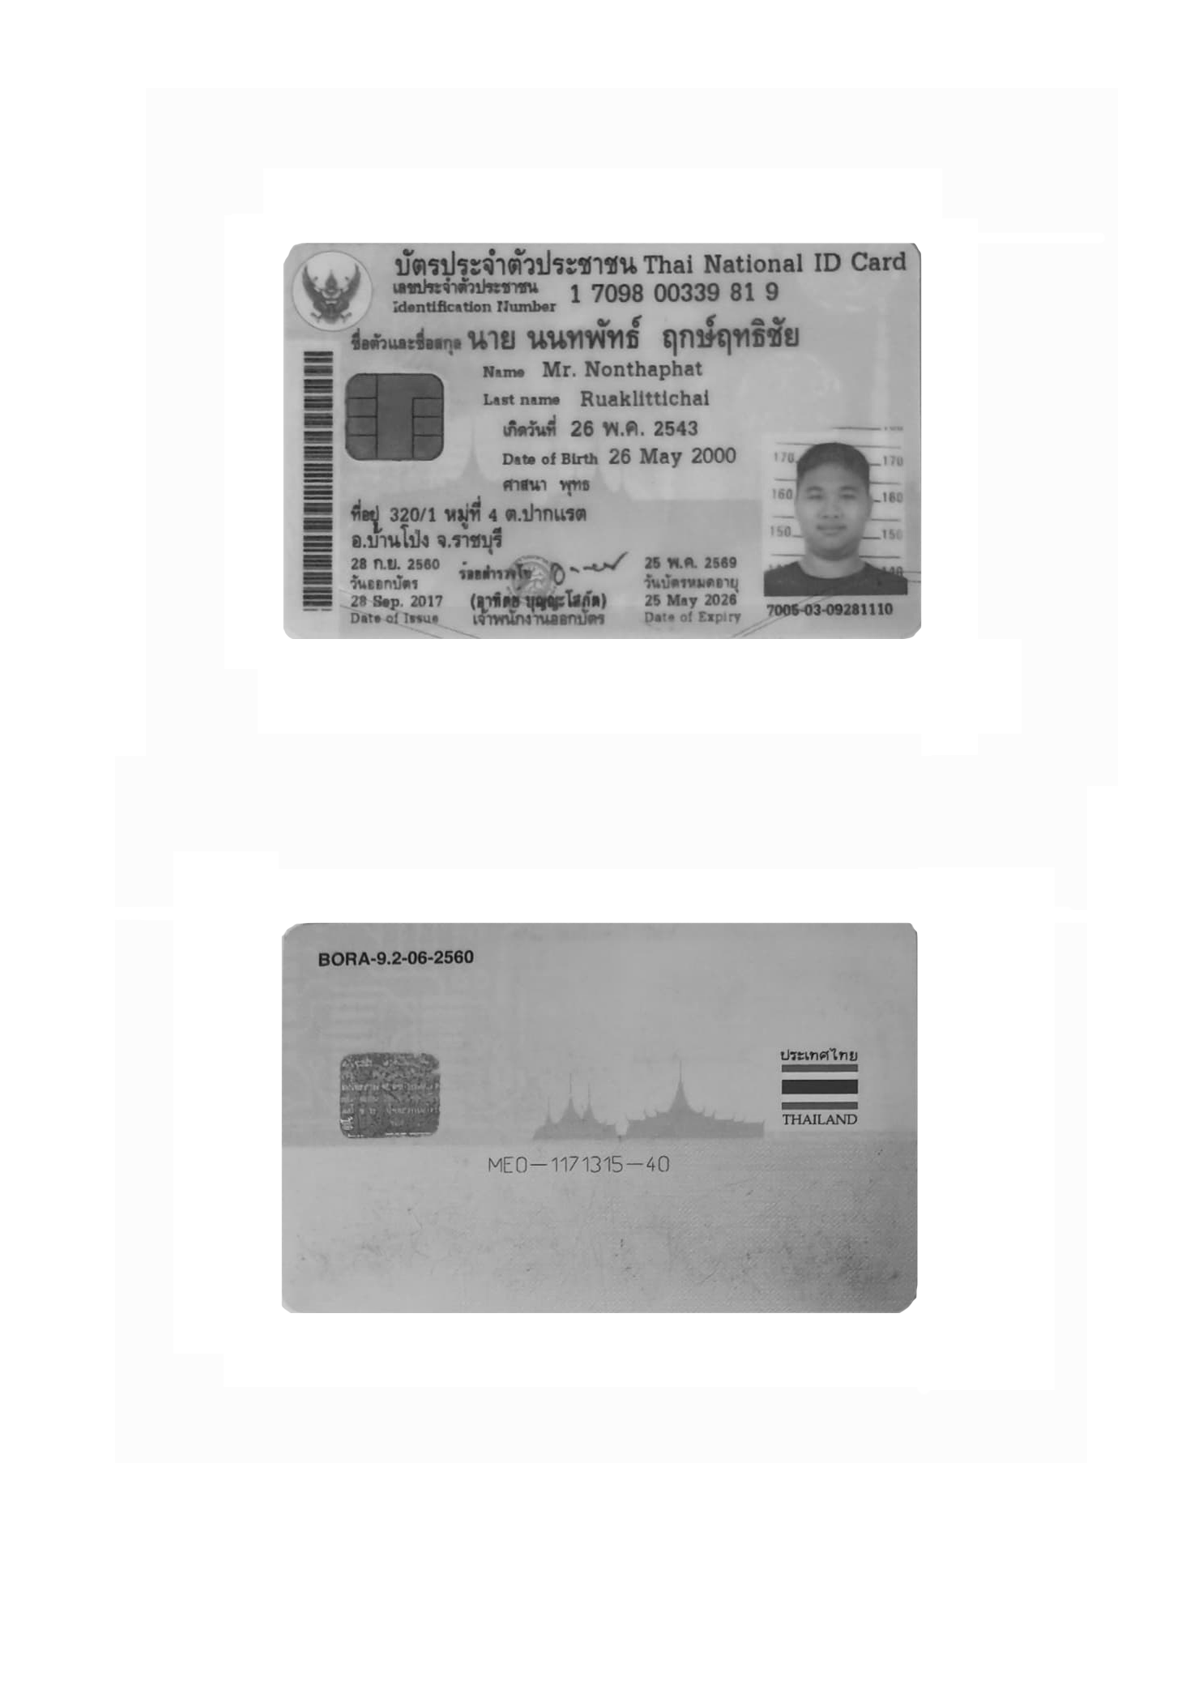 บัตรประจำตัวประชาชน Thai National ID Card
เลขประจำตัวประชาชน
Identification Number 1 7098 00339 81 9
ชื่อตัวและชื่อสกุล นาย นนทพัทธ์ ฤกษ์ฤทธิชัย
Name Mr. Nonthaphat
Last name Ruaklittichai
เกิดวันที่ 26 พ.ค. 2543
Date of Birth 26 May 2000
ศาสนา พุทธ
ที่อยู่ 320/1 หมู่ที่ 4 ต.ปากแรต
อ.บ้านโป่ง จ.ราชบุรี
28 ก.ย. 2560
วันออกบัตร
28 Sep. 2017
Date of Issue
ร้อยตำรวจโท
เจ้าพนักงานออกบัตร
25 พ.ค. 2569
วันบัตรหมดอายุ
25 May 2026
Date of Expiry
170 170
160 160
150 150
7005-03-09281110
BORA-9.2-06-2560
ประเทศไทย
THAILAND
ME0-1171315-40